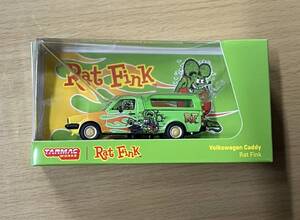 Rat Fink
TARMAC WORKS
Rat Fink
Volkswagen Caddy
Rat Fink